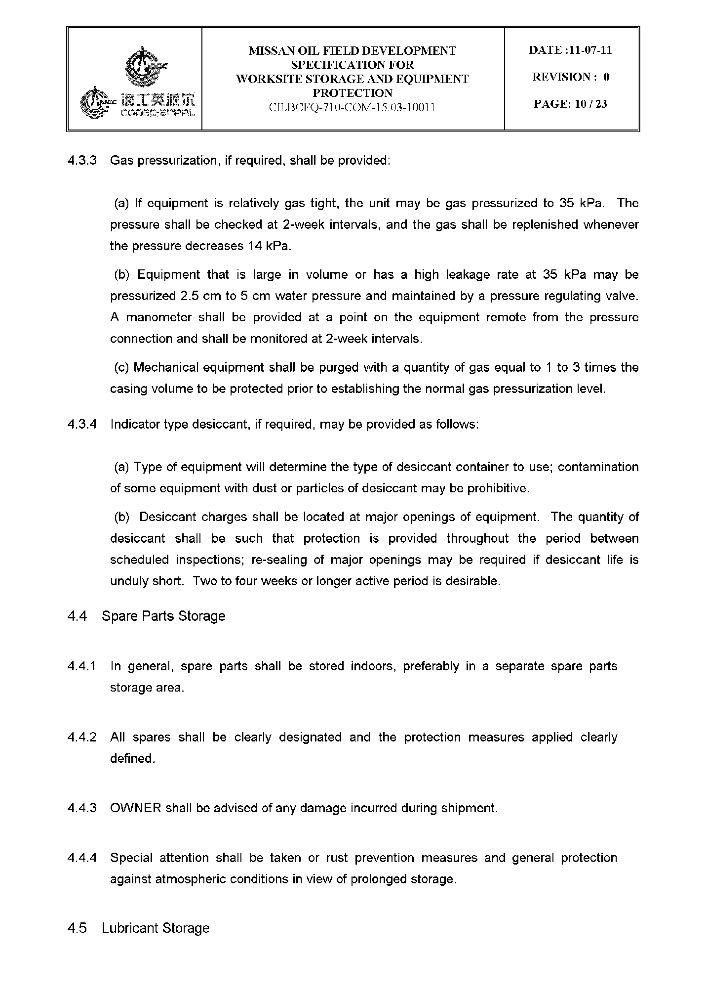 海工英派尔
COOEC-ENPAL
MISSAN OIL FIELD DEVELOPMENT
SPECIFICATION FOR
WORKSITE STORAGE AND EQUIPMENT
PROTECTION
CILBCFQ-710-COM-15.03-10011
DATE :11-07-11
REVISION : 0
PAGE: 10 / 23
4.3.3 Gas pressurization, if required, shall be provided:
(a) If equipment is relatively gas tight, the unit may be gas pressurized to 35 kPa. The
pressure shall be checked at 2-week intervals, and the gas shall be replenished whenever
the pressure decreases 14 kPa.
(b) Equipment that is large in volume or has a high leakage rate at 35 kPa may be
pressurized 2.5 cm to 5 cm water pressure and maintained by a pressure regulating valve.
A manometer shall be provided at a point on the equipment remote from the pressure
connection and shall be monitored at 2-week intervals.
(c) Mechanical equipment shall be purged with a quantity of gas equal to 1 to 3 times the
casing volume to be protected prior to establishing the normal gas pressurization level.
4.3.4 Indicator type desiccant, if required, may be provided as follows:
(a) Type of equipment will determine the type of desiccant container to use; contamination
of some equipment with dust or particles of desiccant may be prohibitive.
(b) Desiccant charges shall be located at major openings of equipment. The quantity of
desiccant shall be such that protection is provided throughout the period between
scheduled inspections; re-sealing of major openings may be required if desiccant life is
unduly short. Two to four weeks or longer active period is desirable.
4.4 Spare Parts Storage
4.4.1 In general, spare parts shall be stored indoors, preferably in a separate spare parts
storage area.
4.4.2 All spares shall be clearly designated and the protection measures applied clearly
defined.
4.4.3 OWNER shall be advised of any damage incurred during shipment.
4.4.4 Special attention shall be taken or rust prevention measures and general protection
against atmospheric conditions in view of prolonged storage.
4.5 Lubricant Storage